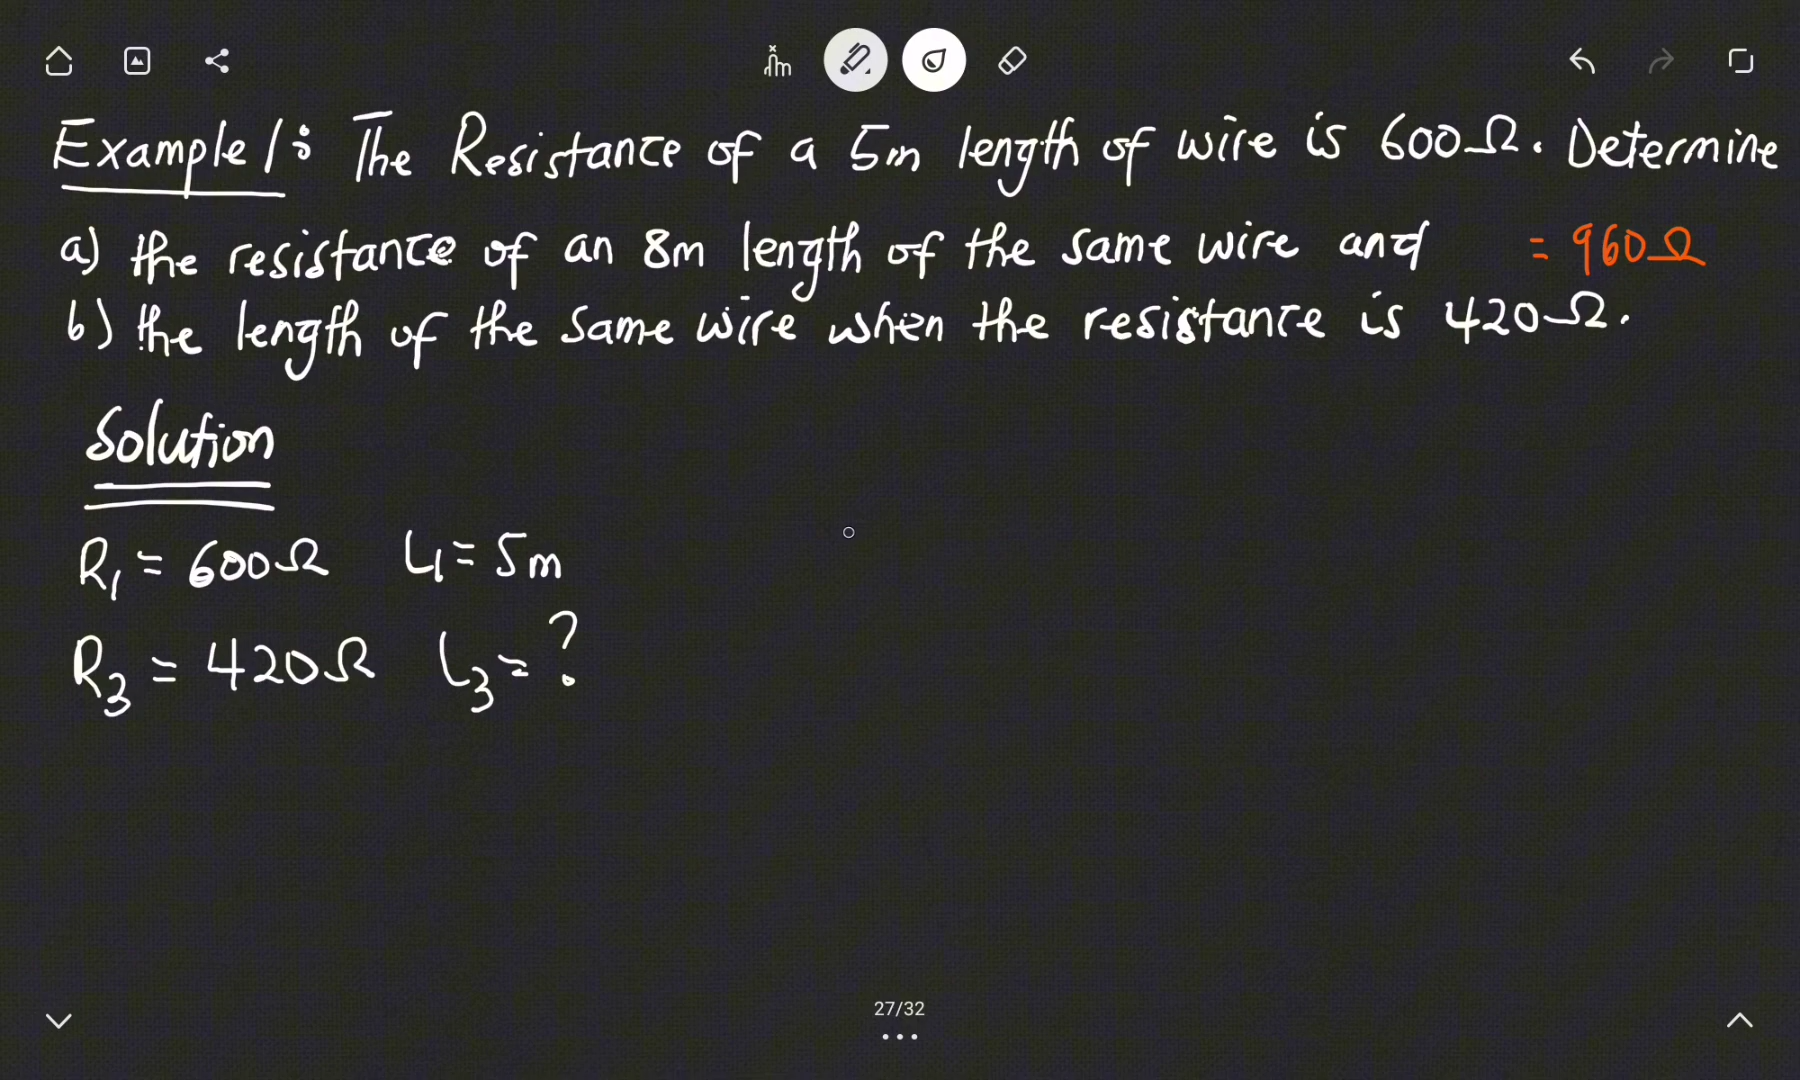 Example 1: The Resistance of a 5m length of wire is 600Ω. Determine
a) the resistance of an 8m length of the same wire and = 960Ω
b) the length of the same wire when the resistance is 420Ω.
Solution
R₁ = 600Ω L₁ = 5m
R₃ = 420Ω L₃ = ?
27/32